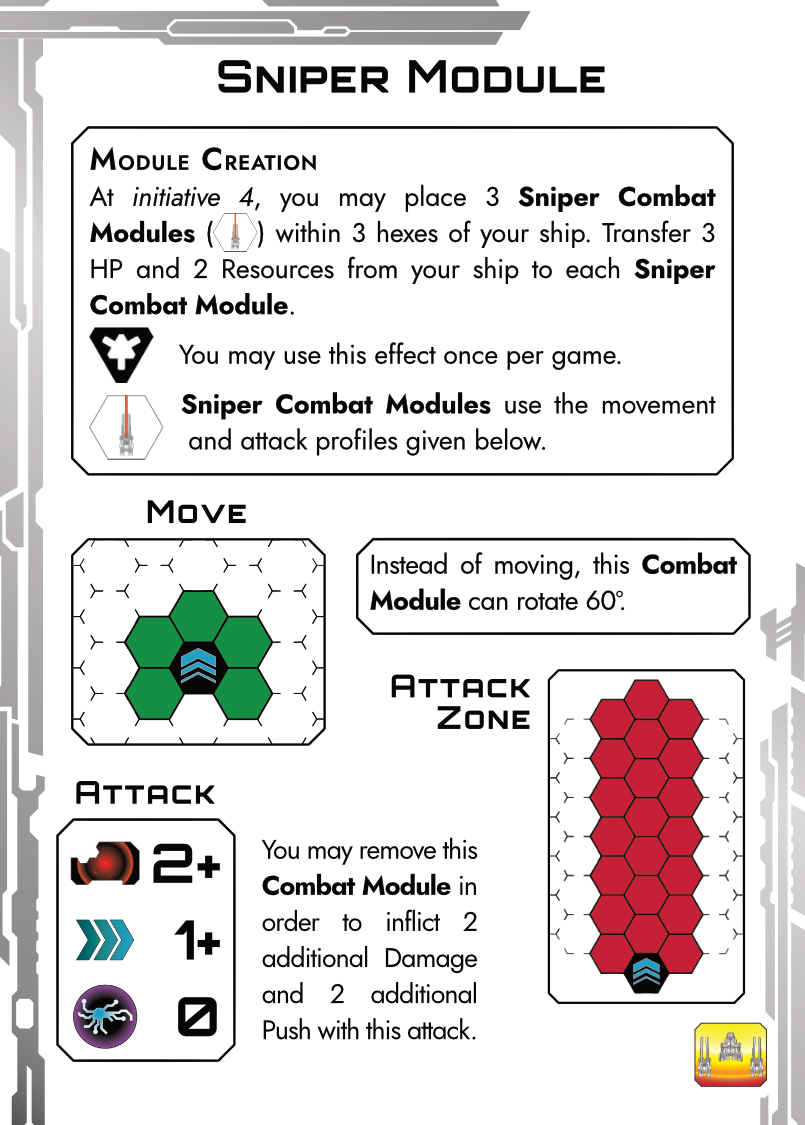 Sniper Module
Module Creation
At initiative 4, you may place 3 Sniper Combat
Modules ( ) within 3 hexes of your ship. Transfer 3
HP and 2 Resources from your ship to each Sniper
Combat Module.
You may use this effect once per game.
Sniper Combat Modules use the movement
and attack profiles given below.
Move
Instead of moving, this Combat
Module can rotate 60°.
Attack
Zone
Attack
2+
1+
0
You may remove this
Combat Module in
order to inflict 2
additional Damage
and 2 additional
Push with this attack.